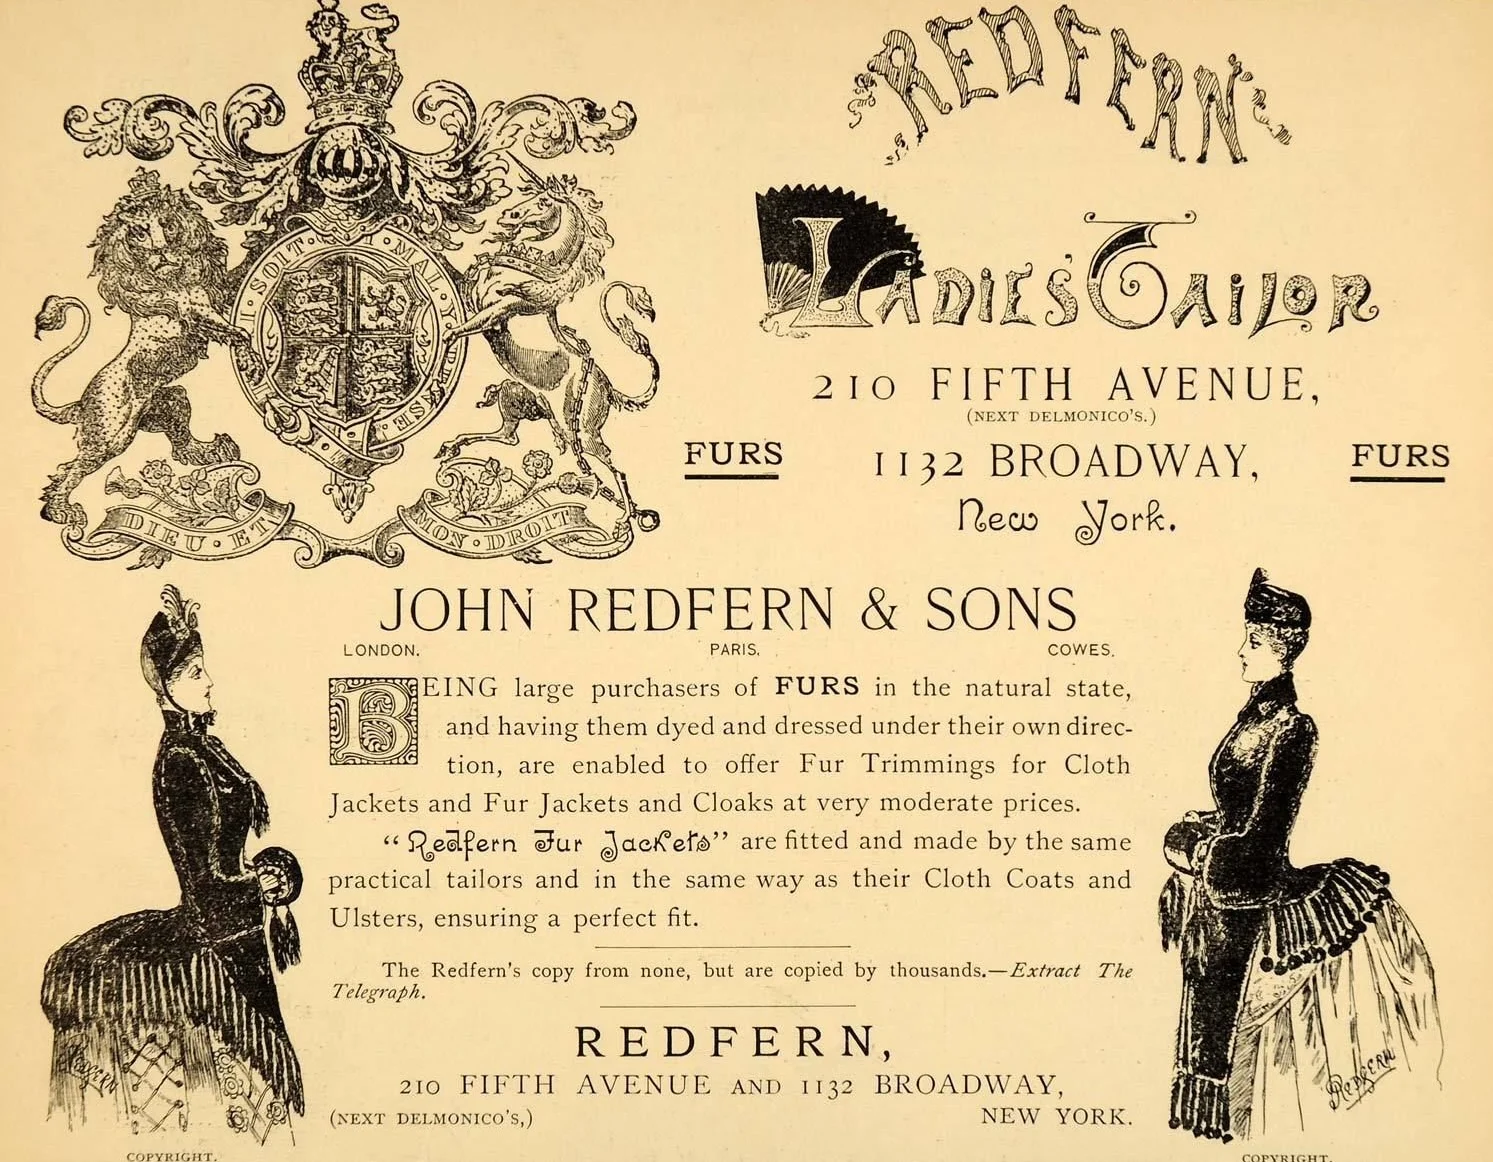 REDFERN
LADIES' TAILOR
210 FIFTH AVENUE,
(NEXT DELMONICO'S.)
FURS
1132 BROADWAY,
FURS
New York.
HONI · SOIT · QUI · MAL · Y · PENSE
DIEU · ET · MON · DROIT
JOHN REDFERN & SONS
LONDON. PARIS. COWES.
BEING large purchasers of FURS in the natural state,
and having them dyed and dressed under their own direc-
tion, are enabled to offer Fur Trimmings for Cloth
Jackets and Fur Jackets and Cloaks at very moderate prices.
“Redfern Fur Jackets” are fitted and made by the same
practical tailors and in the same way as their Cloth Coats and
Ulsters, ensuring a perfect fit.
The Redfern's copy from none, but are copied by thousands.—Extract The
Telegraph.
REDFERN,
210 FIFTH AVENUE AND 1132 BROADWAY,
(NEXT DELMONICO'S,) NEW YORK.
REDFERN
REDFERN
COPYRIGHT.
COPYRIGHT.